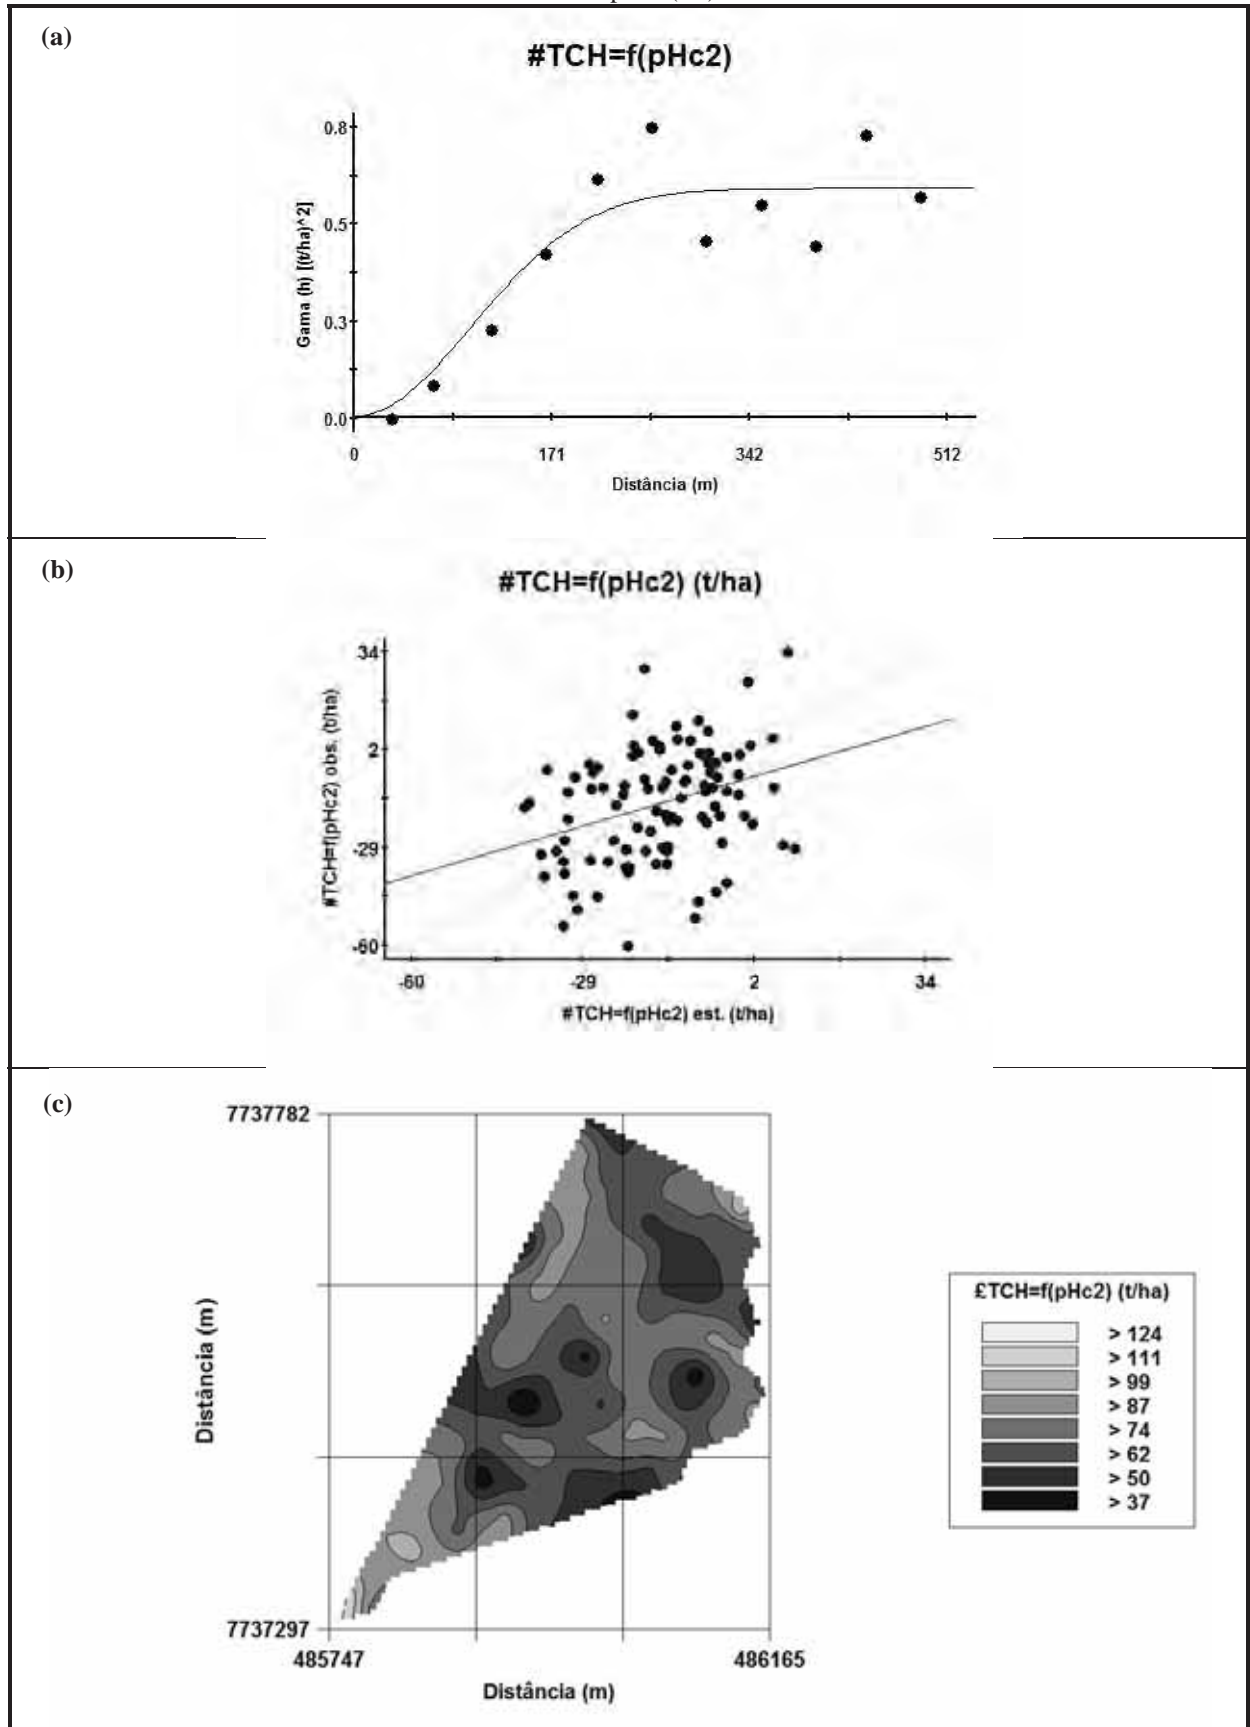 (a)
#TCH=f(pHc2)
0.8
0.5
0.3
0.0
Gama (h) [(t/ha)^2]
0 171 342 512
Distância (m)
(b)
#TCH=f(pHc2) (t/ha)
34
2
-29
-60
#TCH=f(pHc2) obs. (t/ha)
-60 -29 2 34
#TCH=f(pHc2) est. (t/ha)
(c)
7737782
Distância (m)
7737297
485747 486165
Distância (m)
£TCH=f(pHc2) (t/ha)
> 124
> 111
> 99
> 87
> 74
> 62
> 50
> 37